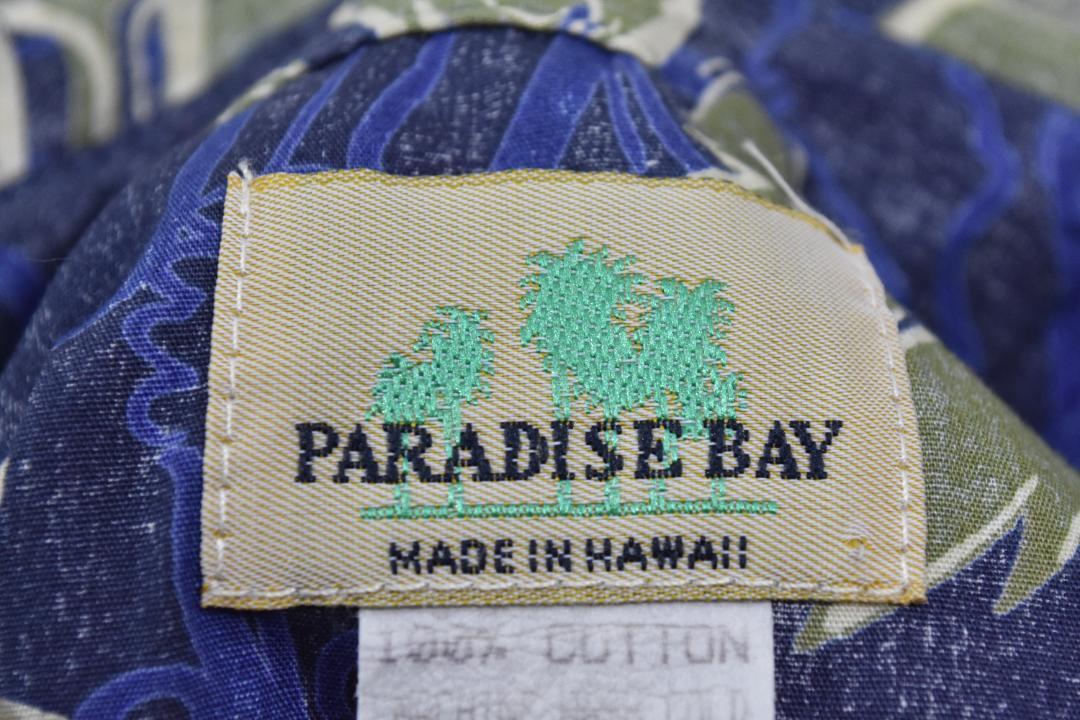 PARADISE BAY
MADE IN HAWAII
100% COTTON